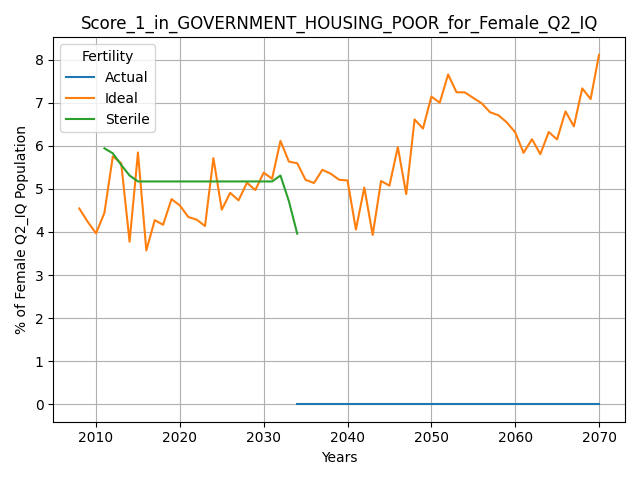 Score_1_in_GOVERNMENT_HOUSING_POOR_for_Female_Q2_IQ
Fertility
Actual
Ideal
Sterile
% of Female Q2_IQ Population
8
7
6
5
4
3
2
1
0
2010 2020 2030 2040 2050 2060 2070
Years